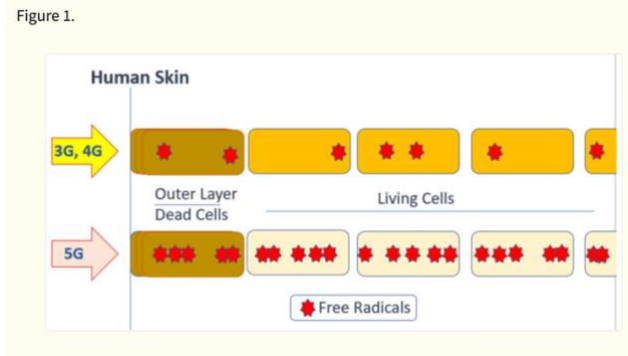 Figure 1.
Human Skin
3G, 4G
Outer Layer
Dead Cells
Living Cells
5G
Free Radicals